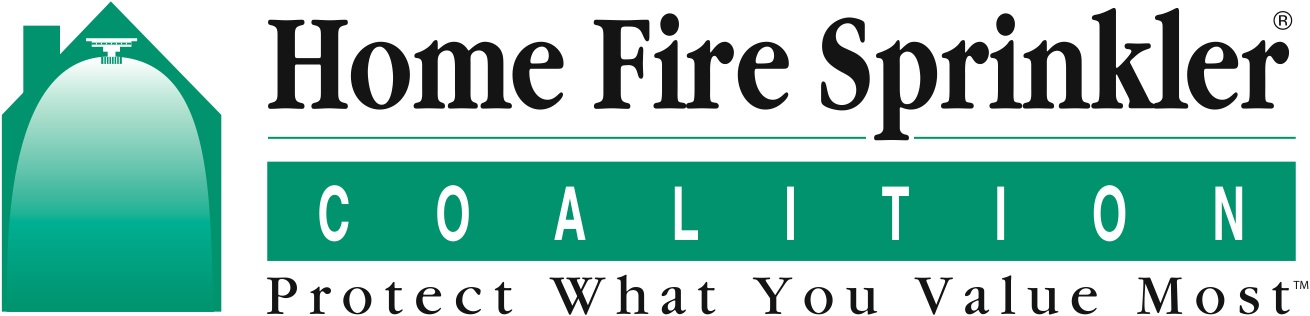 Home Fire Sprinkler®
COALITION
Protect What You Value Most™